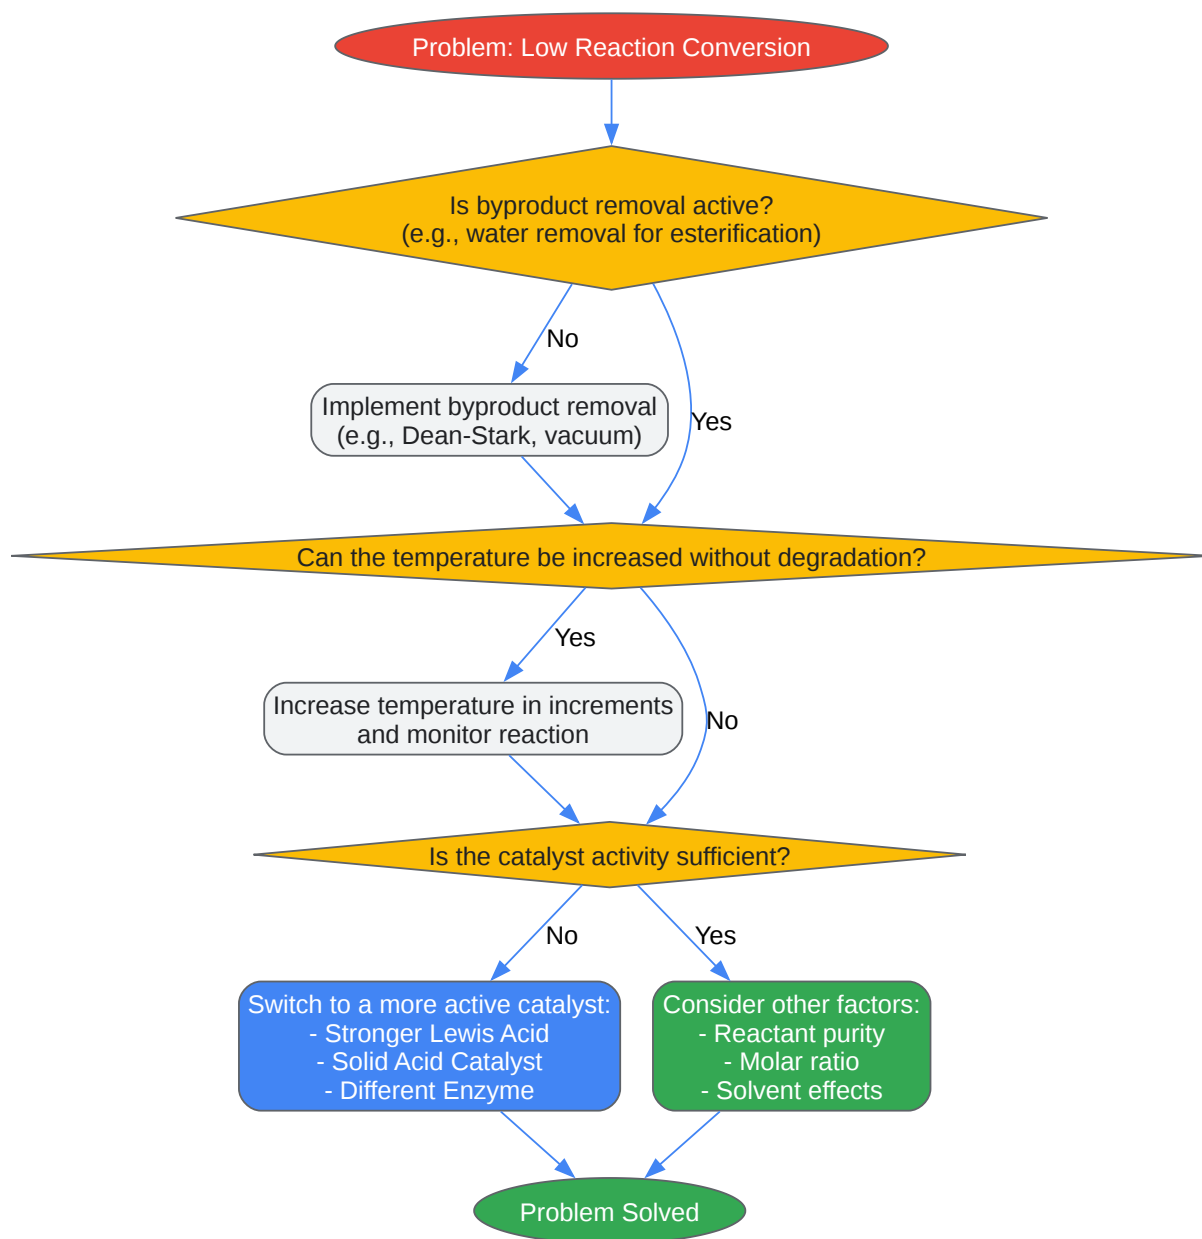 Problem: Low Reaction Conversion
Is byproduct removal active?
(e.g., water removal for esterification)
No
Implement byproduct removal
(e.g., Dean-Stark, vacuum)
Yes
Can the temperature be increased without degradation?
Yes
Increase temperature in increments
and monitor reaction
No
Is the catalyst activity sufficient?
No
Yes
Switch to a more active catalyst:
- Stronger Lewis Acid
- Solid Acid Catalyst
- Different Enzyme
Consider other factors:
- Reactant purity
- Molar ratio
- Solvent effects
Problem Solved